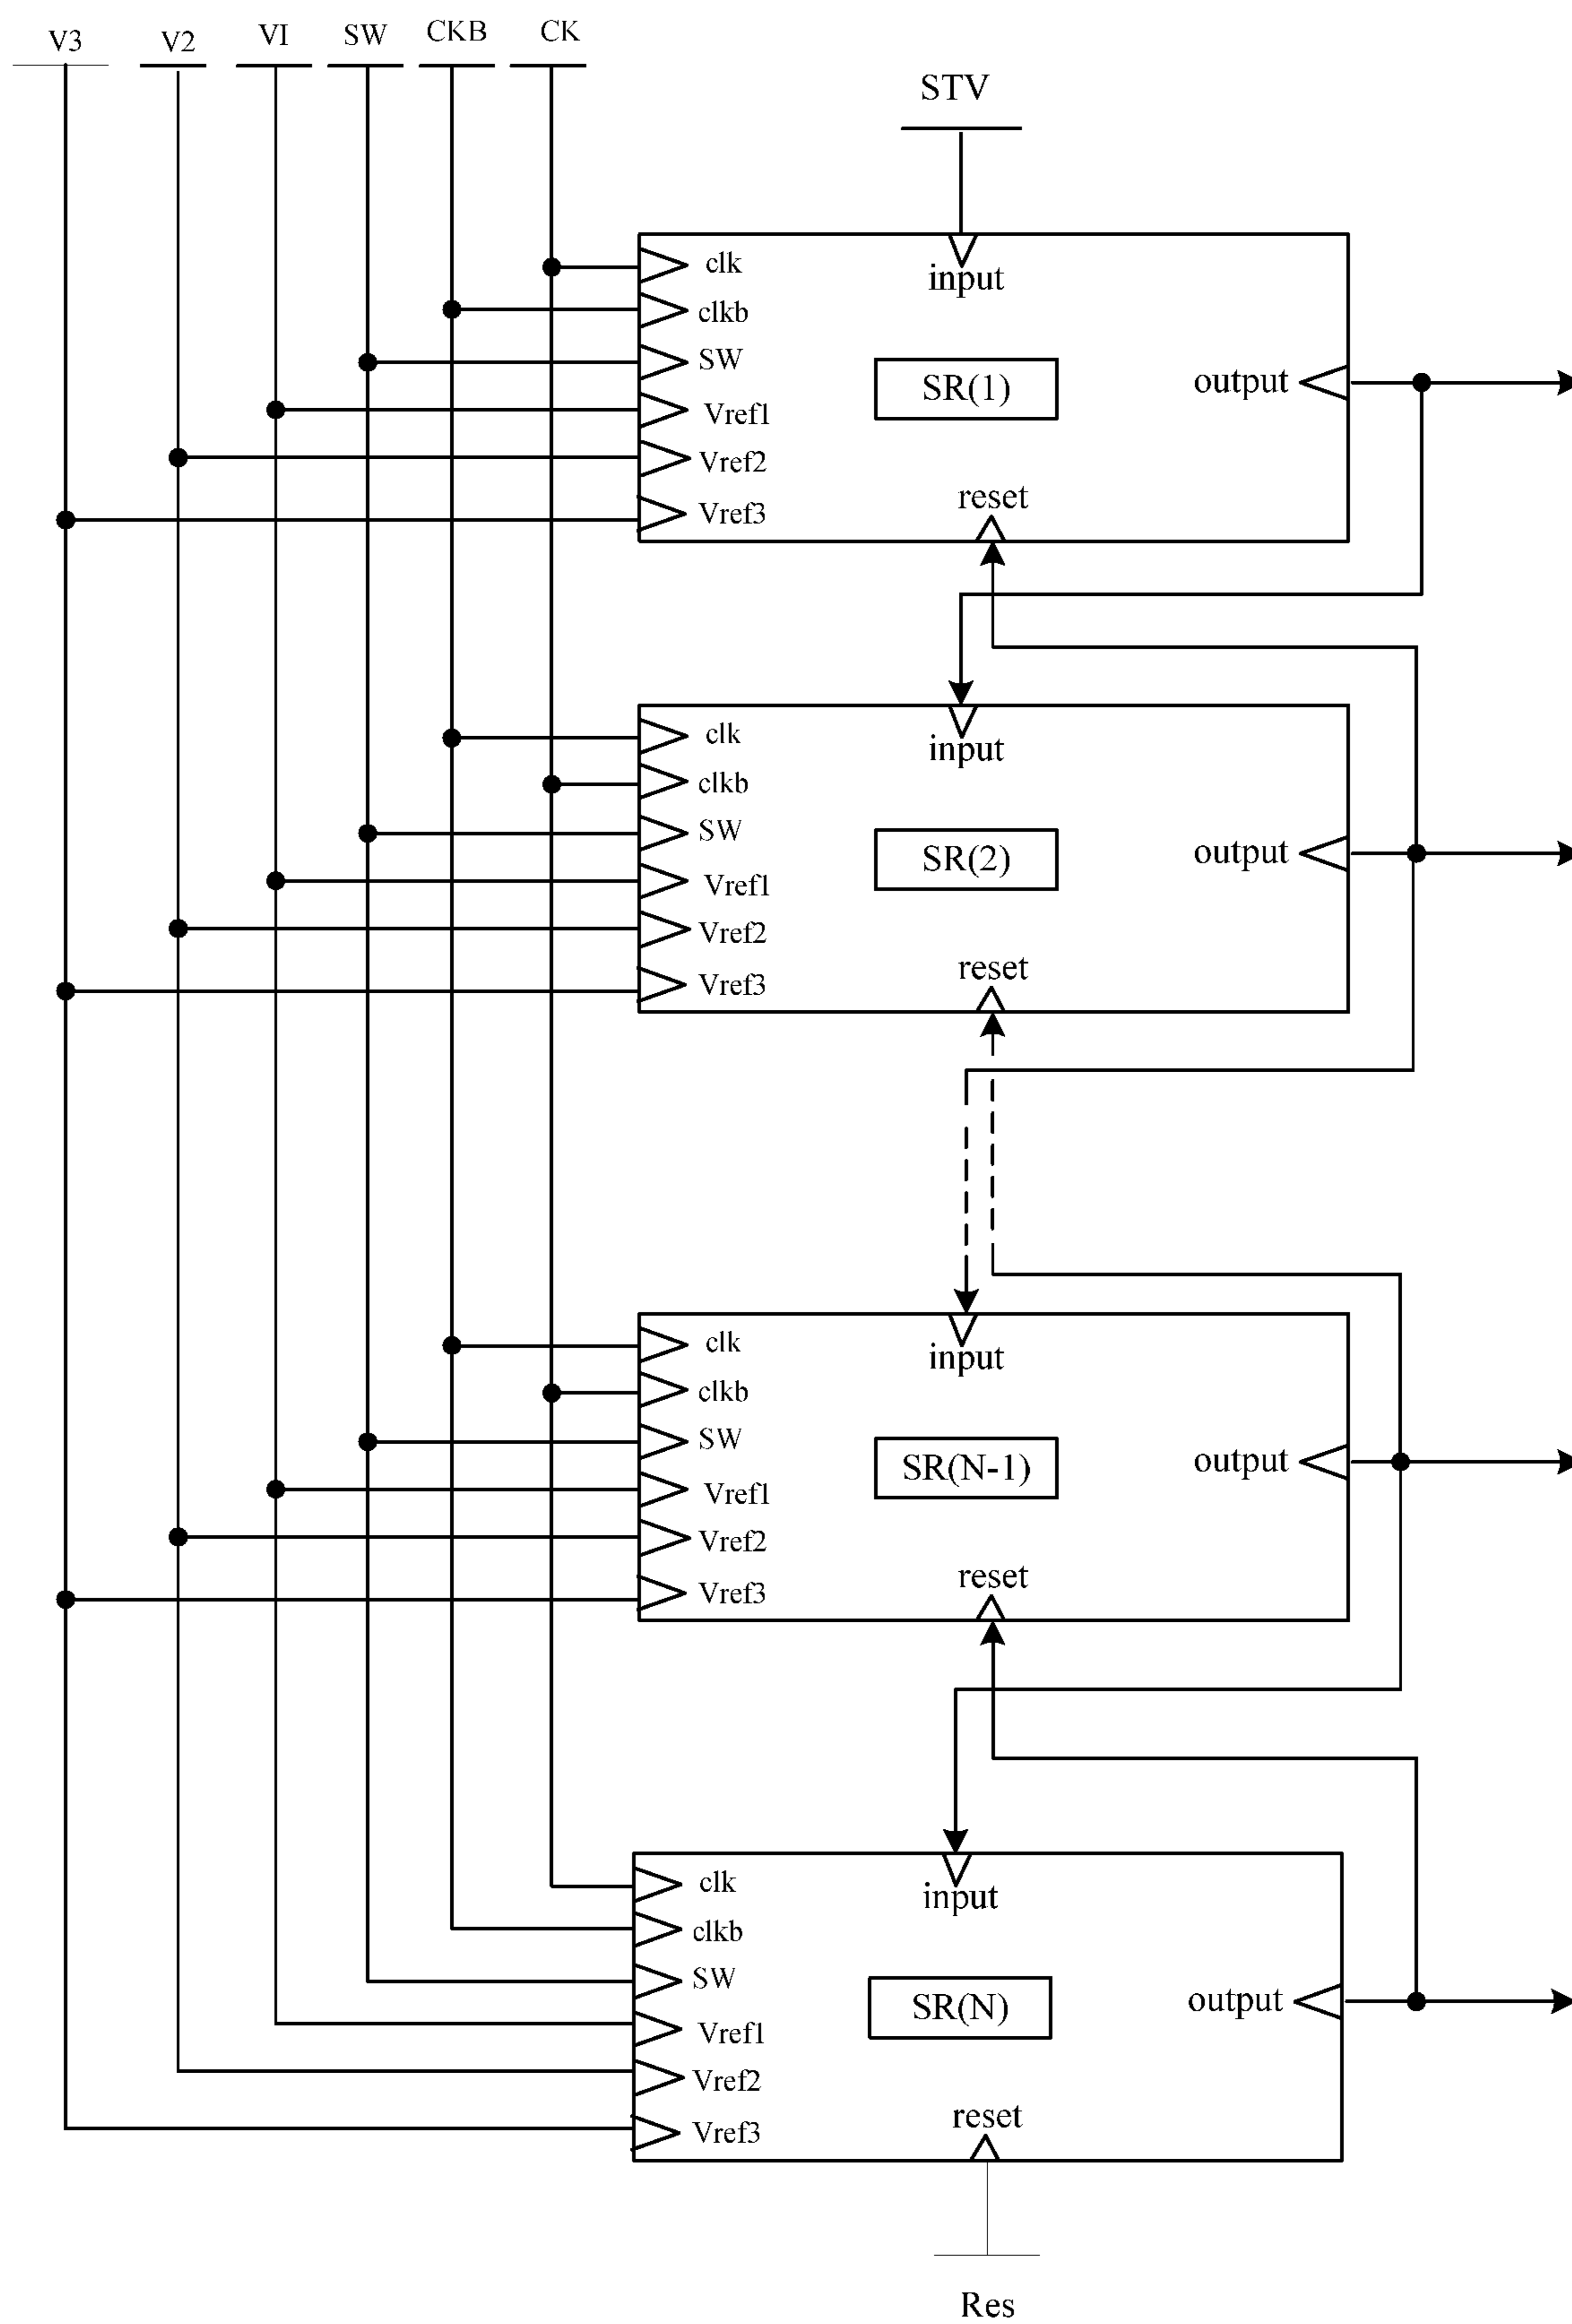 V3 V2 VI SW CKB CK
STV
clk
input
clkb
SW
SR(1)
output
Vref1
Vref2
reset
Vref3
clk
input
clkb
SW
SR(2)
output
Vref1
Vref2
reset
Vref3
clk
input
clkb
SW
SR(N-1)
output
Vref1
Vref2
reset
Vref3
clk
input
clkb
SW
SR(N)
output
Vref1
Vref2
reset
Vref3
Res